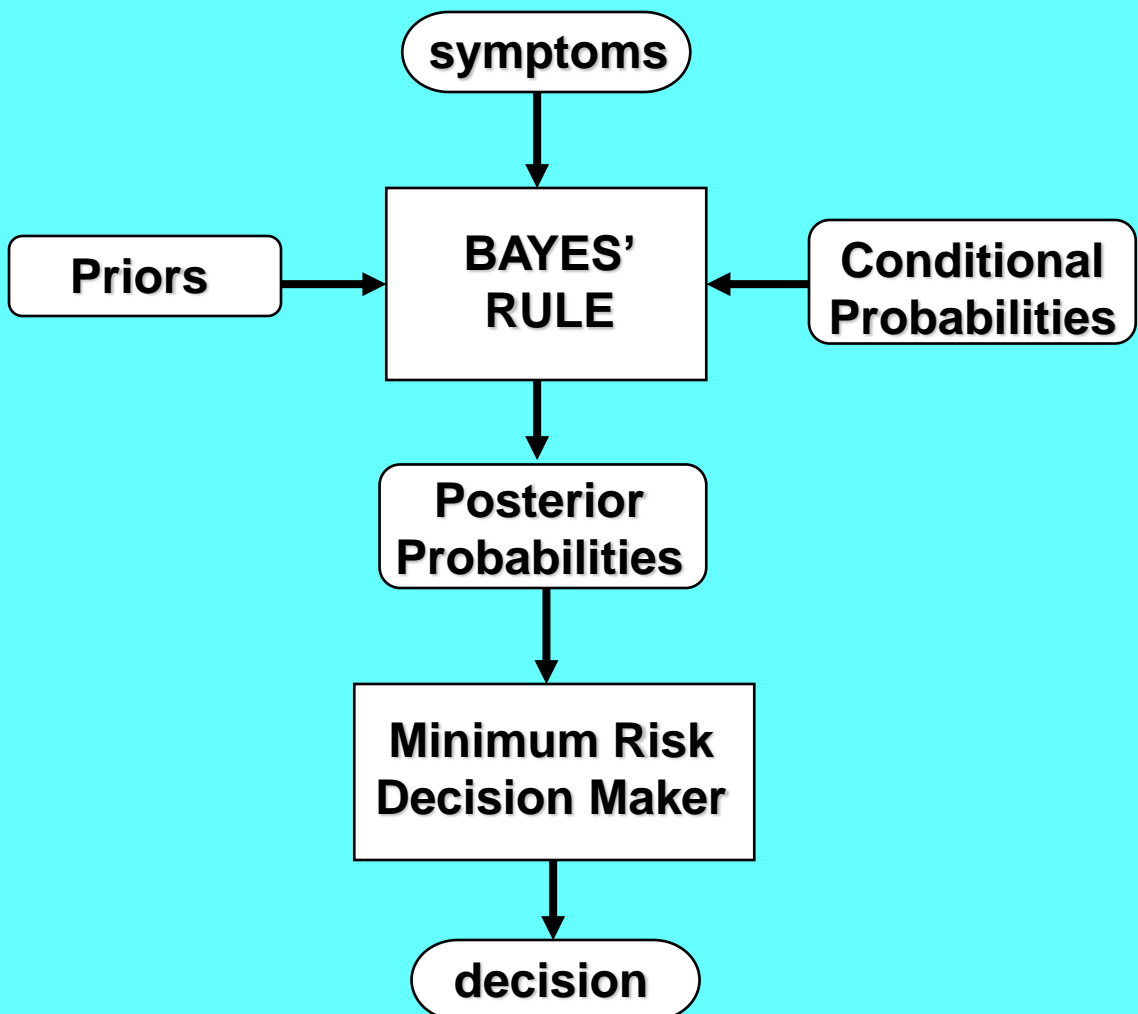 symptoms
Priors
BAYES’
RULE
Conditional
Probabilities
Posterior
Probabilities
Minimum Risk
Decision Maker
decision